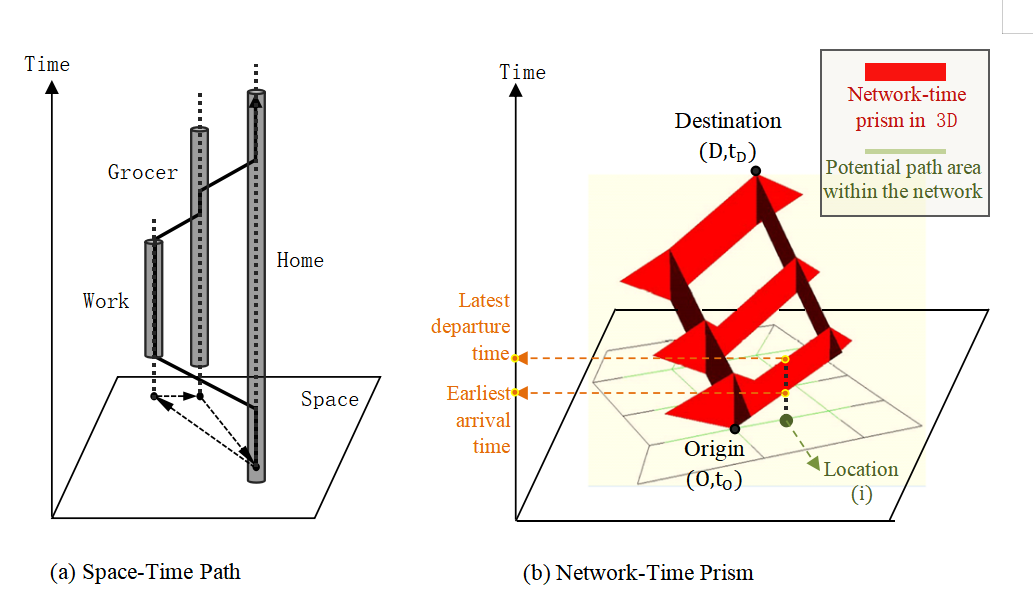 Time
Grocer
Home
Work
Space
(a) Space-Time Path
Time
Network-time
prism in 3D
Potential path area
within the network
Destination
(D,t_D)
Latest
departure
time
Earliest
arrival
time
Origin
(O,t_O)
Location
(i)
(b) Network-Time Prism